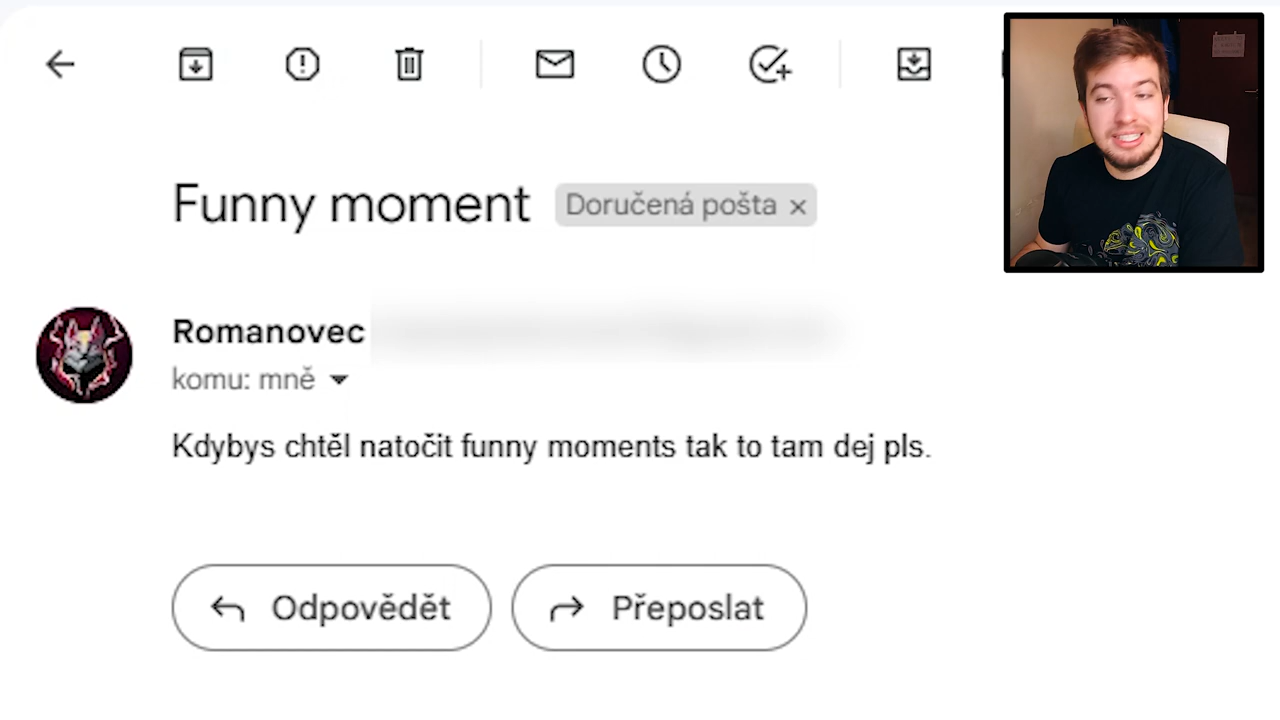 Funny moment Doručená pošta ×
Romanovec
komu: mně
Kdybys chtěl natočit funny moments tak to tam dej pls.
Odpovědět Přeposlat